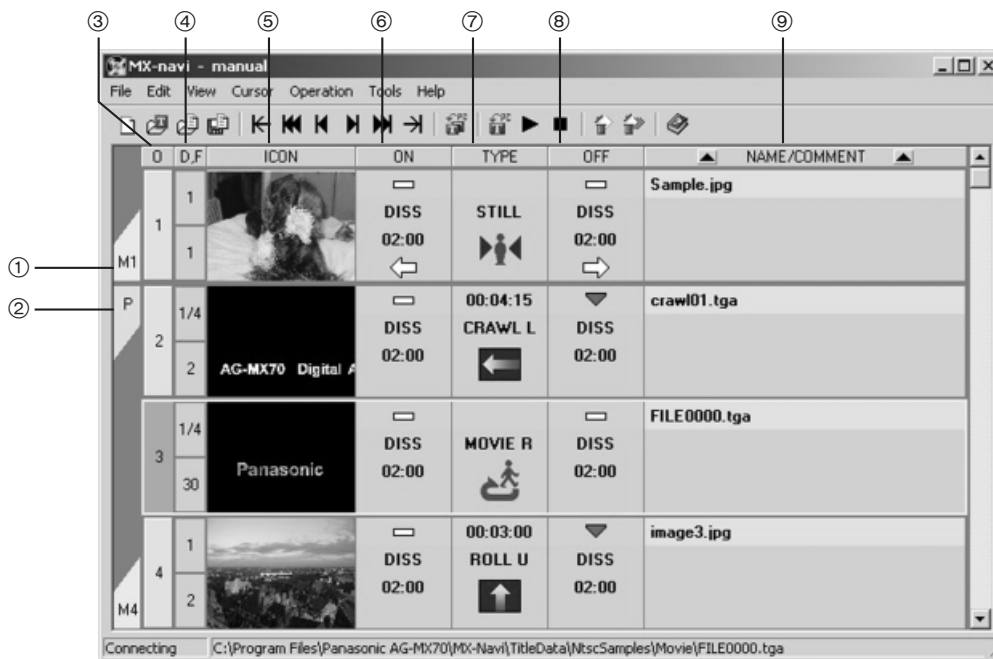 ③ ④ ⑤ ⑥ ⑦ ⑧ ⑨
MX-navi - manual
File Edit View Cursor Operation Tools Help
0 D,F ICON ON TYPE OFF NAME/COMMENT
① M1
1
1
1
DISS
02:00
STILL
DISS
02:00
Sample.jpg
② P
2
1/4
2
AG-MX70 Digital A
DISS
02:00
00:04:15
CRAWL L
DISS
02:00
crawl01.tga
3
1/4
30
Panasonic
DISS
02:00
MOVIE R
DISS
02:00
FILE0000.tga
M4
4
1
2
DISS
02:00
00:03:00
ROLL U
DISS
02:00
image3.jpg
Connecting C:\Program Files\Panasonic AG-MX70\MX-Navi\TitleData\NtscSamples\Movie\FILE0000.tga